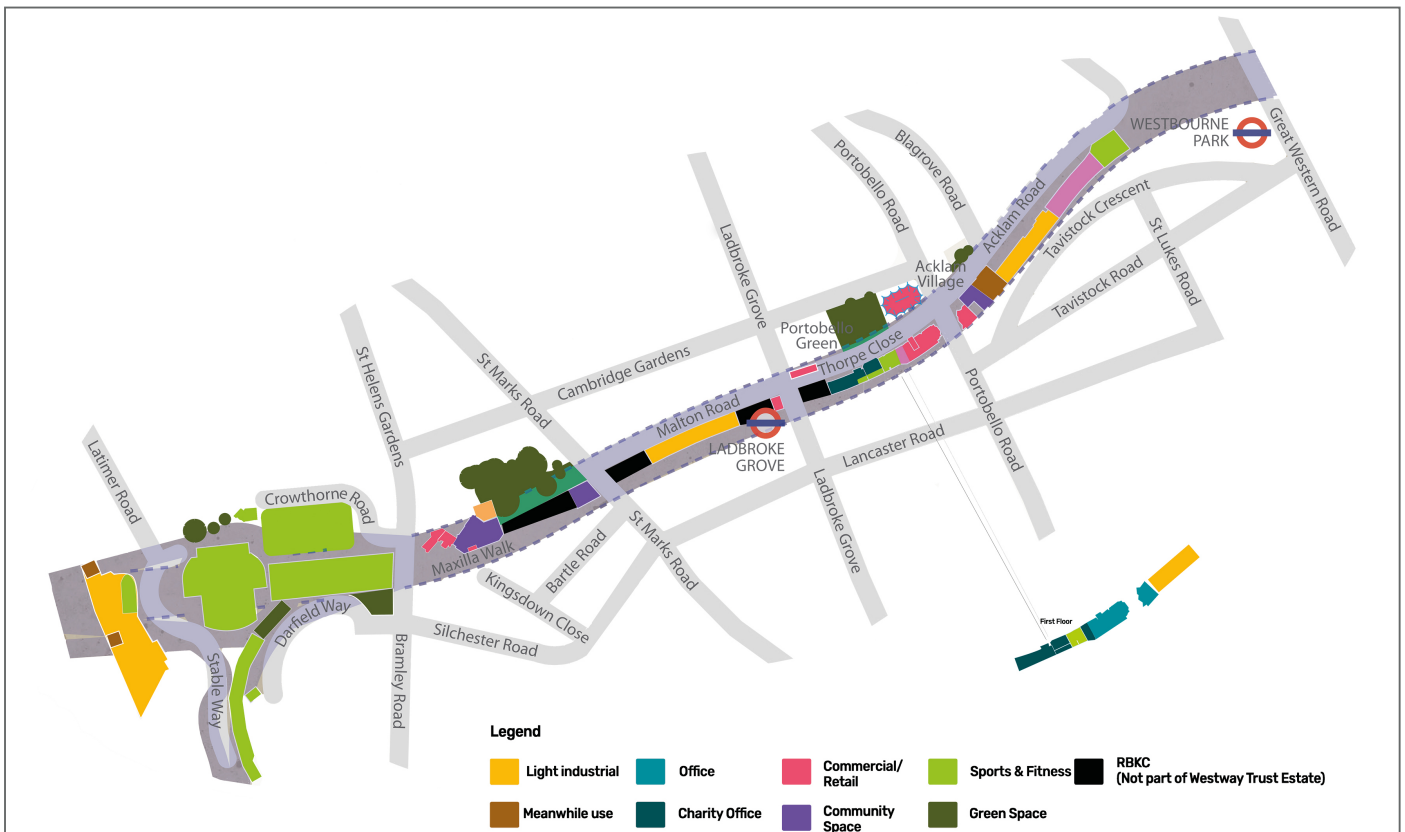 WESTBOURNE
PARK
Great Western Road
Blagrove Road
Portobello Road
Acklam Road
Tavistock Crescent
St Lukes Road
Tavistock Road
Ladbroke Grove
Acklam
Village
Portobello
Green
Thorpe Close
St Helens Gardens
St Marks Road
Cambridge Gardens
Malton Road
LADBROKE
GROVE
Lancaster Road
Portobello Road
Latimer Road
Crowthorne Road
Ladbroke Grove
St Marks Road
Maxilla Walk
Bartle Road
Kingsdown Close
Darfield Way
Silchester Road
Stable Way
Bramley Road
First Floor
Legend
Light industrial
Office
Commercial/
Retail
Sports & Fitness
RBKC
(Not part of Westway Trust Estate)
Meanwhile use
Charity Office
Community
Space
Green Space